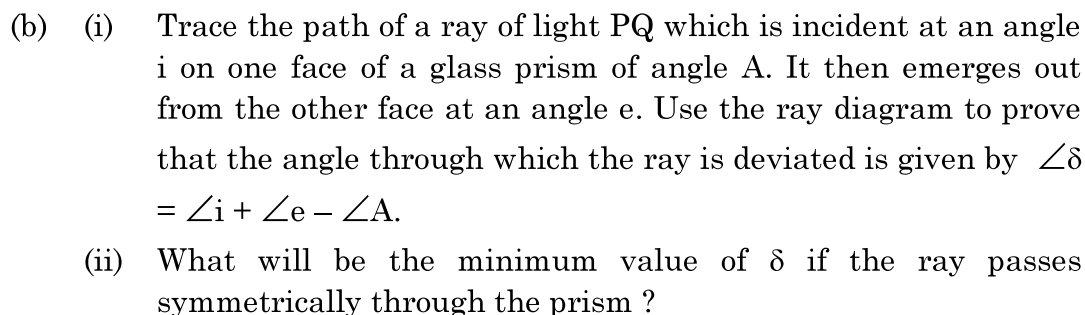 (b) (i) Trace the path of a ray of light PQ which is incident at an angle
i on one face of a glass prism of angle A. It then emerges out
from the other face at an angle e. Use the ray diagram to prove
that the angle through which the ray is deviated is given by ∠δ
= ∠i + ∠e – ∠A.
(ii) What will be the minimum value of δ if the ray passes
symmetrically through the prism ?